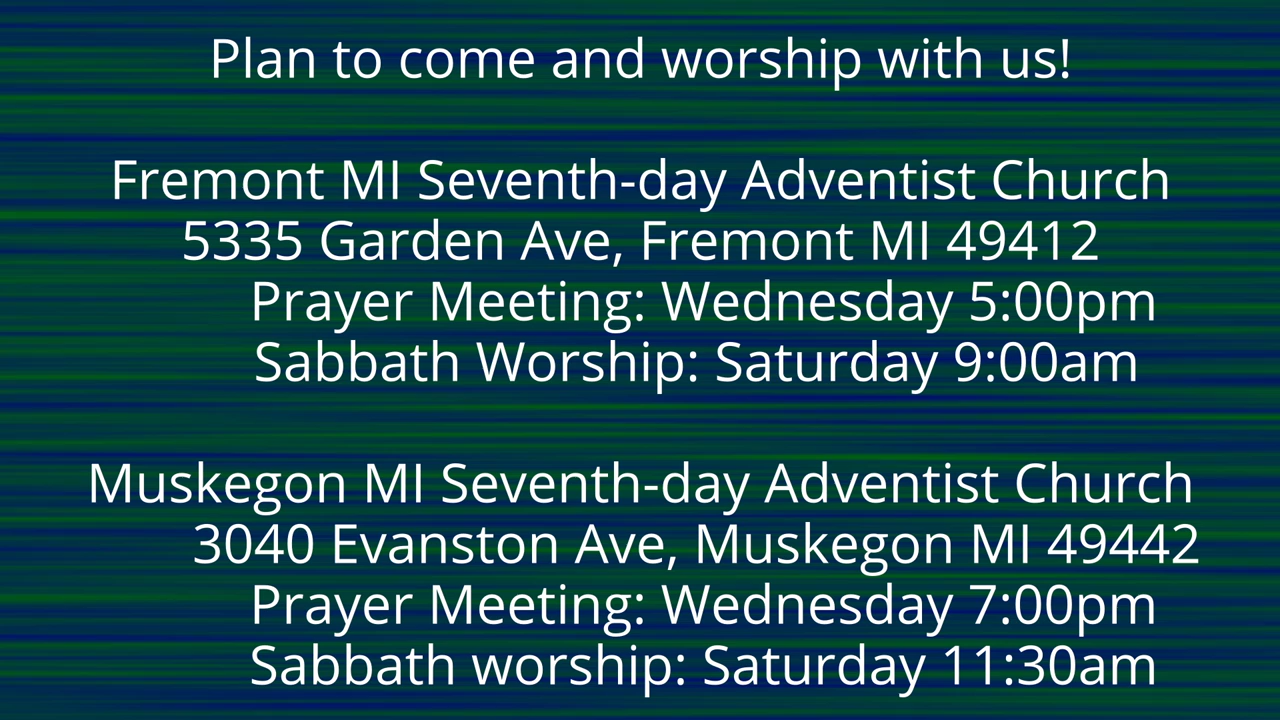 Plan to come and worship with us!
Fremont MI Seventh-day Adventist Church
5335 Garden Ave, Fremont MI 49412
Prayer Meeting: Wednesday 5:00pm
Sabbath Worship: Saturday 9:00am
Muskegon MI Seventh-day Adventist Church
3040 Evanston Ave, Muskegon MI 49442
Prayer Meeting: Wednesday 7:00pm
Sabbath worship: Saturday 11:30am